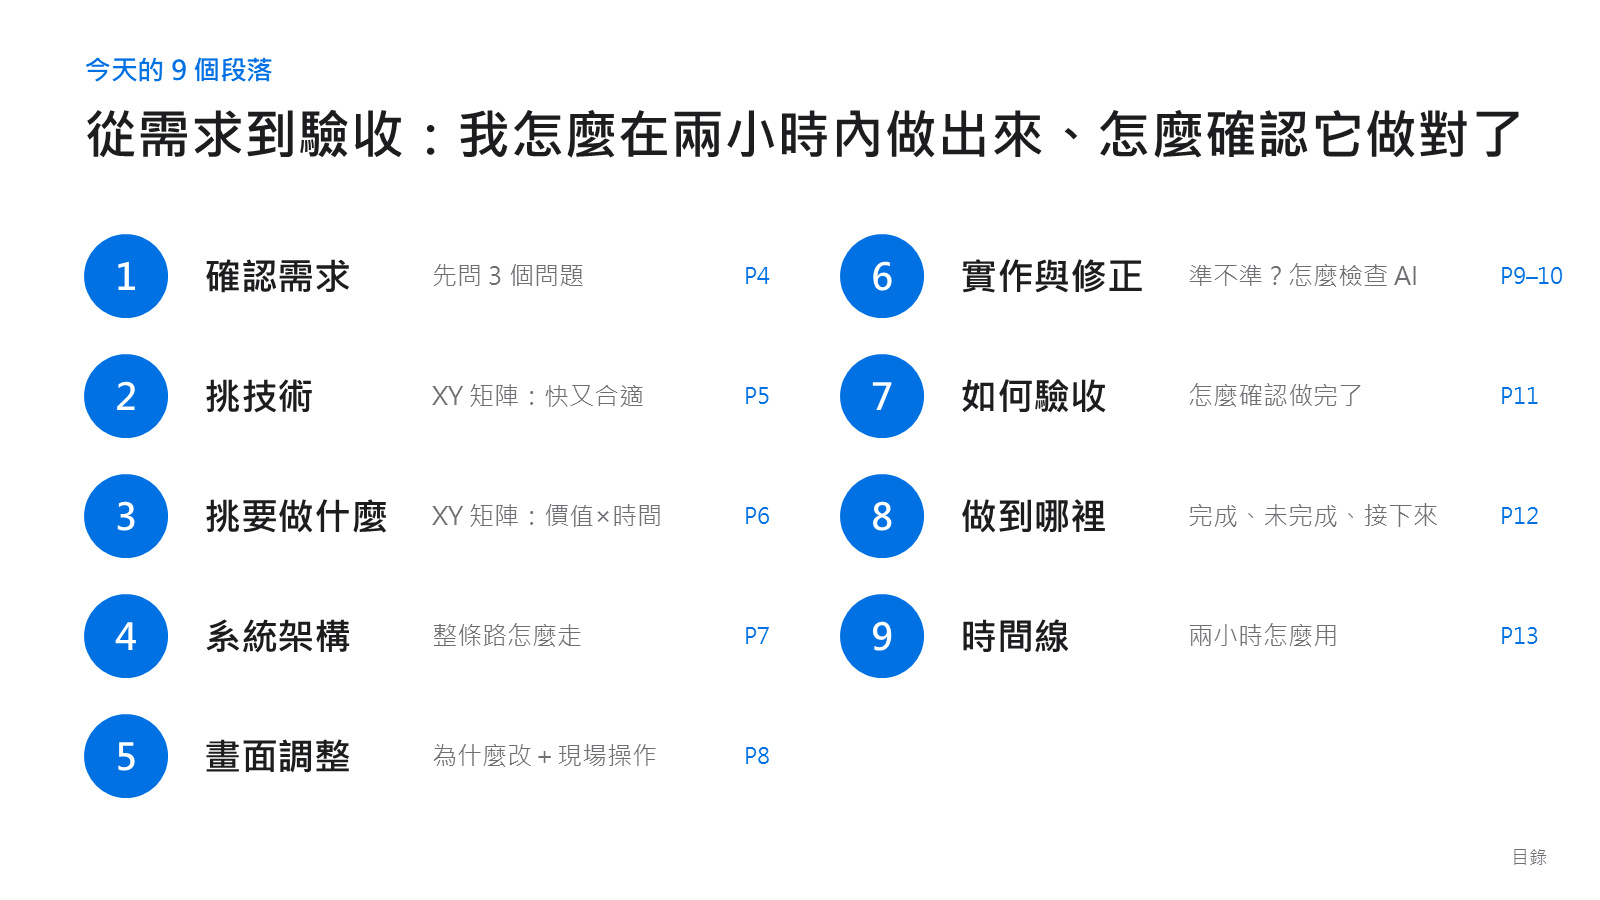 今天的 9 個段落
從需求到驗收：我怎麼在兩小時內做出來、怎麼確認它做對了
1 確認需求 先問 3 個問題 P4
2 挑技術 XY 矩陣：快又合適 P5
3 挑要做什麼 XY 矩陣：價值×時間 P6
4 系統架構 整條路怎麼走 P7
5 畫面調整 為什麼改 + 現場操作 P8
6 實作與修正 準不準？怎麼檢查 AI P9–10
7 如何驗收 怎麼確認做完了 P11
8 做到哪裡 完成、未完成、接下來 P12
9 時間線 兩小時怎麼用 P13
目錄